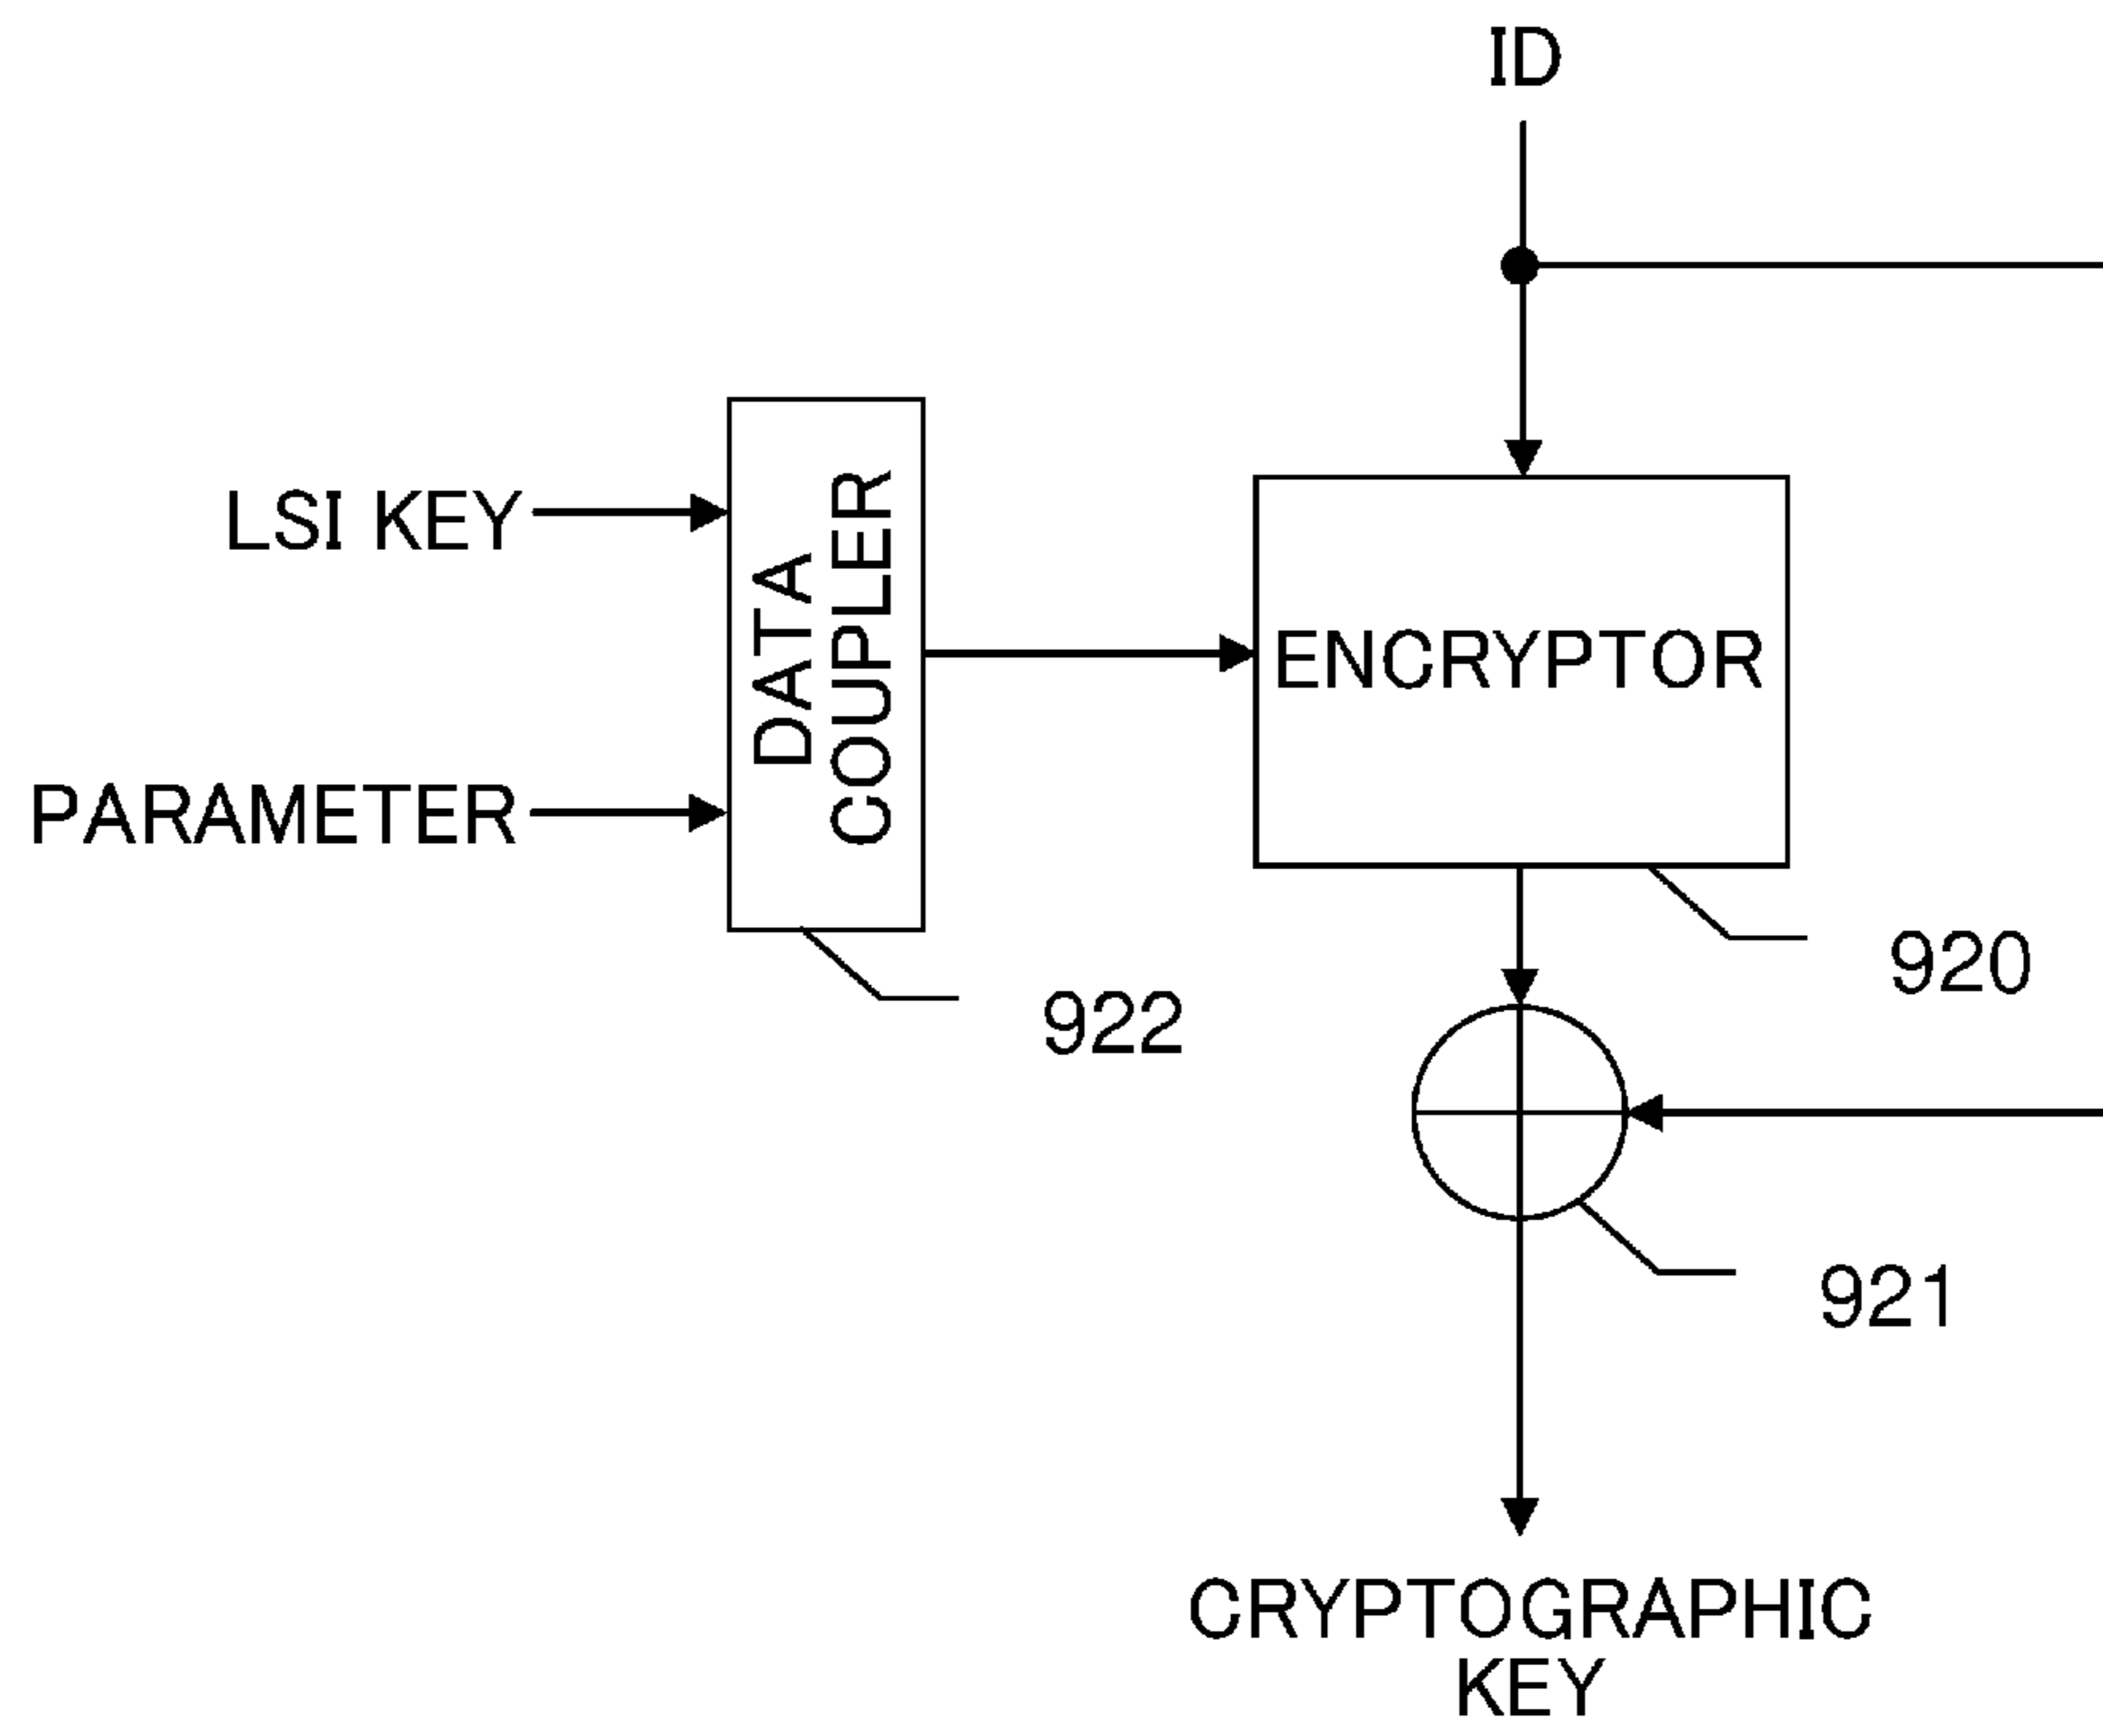 ID
LSI KEY
PARAMETER
DATA
COUPLER
ENCRYPTOR
920
922
921
CRYPTOGRAPHIC
KEY